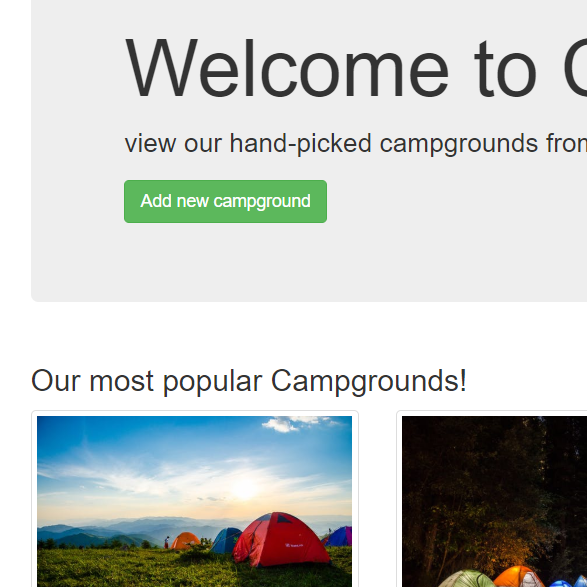 Welcome to
view our hand-picked campgrounds from
Add new campground
Our most popular Campgrounds!